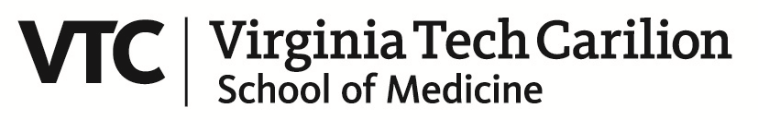 VTC
Virginia Tech Carilion
School of Medicine